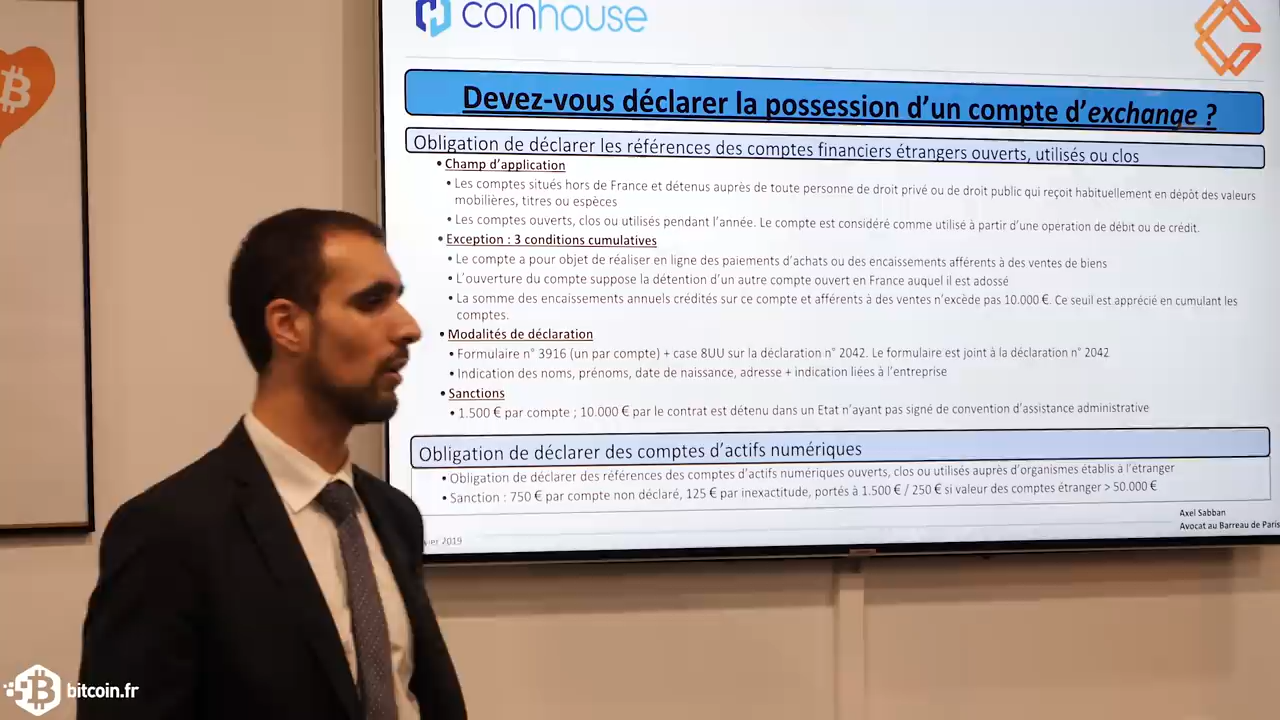 coinhouse
Devez-vous déclarer la possession d'un compte d'exchange ?
Obligation de déclarer les références des comptes financiers étrangers ouverts, utilisés ou clos
• Champ d'application
• Les comptes situés hors de France et détenus auprès de toute personne de droit privé ou de droit public qui reçoit habituellement en dépôt des valeurs
mobilières, titres ou espèces
• Les comptes ouverts, clos ou utilisés pendant l'année. Le compte est considéré comme utilisé à partir d'une operation de débit ou de crédit.
• Exception : 3 conditions cumulatives
• Le compte a pour objet de réaliser en ligne des paiements d'achats ou des encaissements afférents à des ventes de biens
• L'ouverture du compte suppose la détention d'un autre compte ouvert en France auquel il est adossé
• La somme des encaissements annuels crédités sur ce compte et afférents à des ventes n'excède pas 10.000 €. Ce seuil est apprécié en cumulant les
comptes.
• Modalités de déclaration
• Formulaire n° 3916 (un par compte) + case 8UU sur la déclaration n° 2042. Le formulaire est joint à la déclaration n° 2042
• Indication des noms, prénoms, date de naissance, adresse + indication liées à l'entreprise
• Sanctions
• 1.500 € par compte ; 10.000 € par le contrat est détenu dans un Etat n'ayant pas signé de convention d'assistance administrative
Obligation de déclarer des comptes d'actifs numériques
• Obligation de déclarer des références des comptes d'actifs numériques ouverts, clos ou utilisés auprès d'organismes établis à l'étranger
• Sanction : 750 € par compte non déclaré, 125 € par inexactitude, portés à 1.500 € / 250 € si valeur des comptes étranger > 50.000 €
Axel Sabban
Avocat au Barreau de Paris
2019
bitcoin.fr